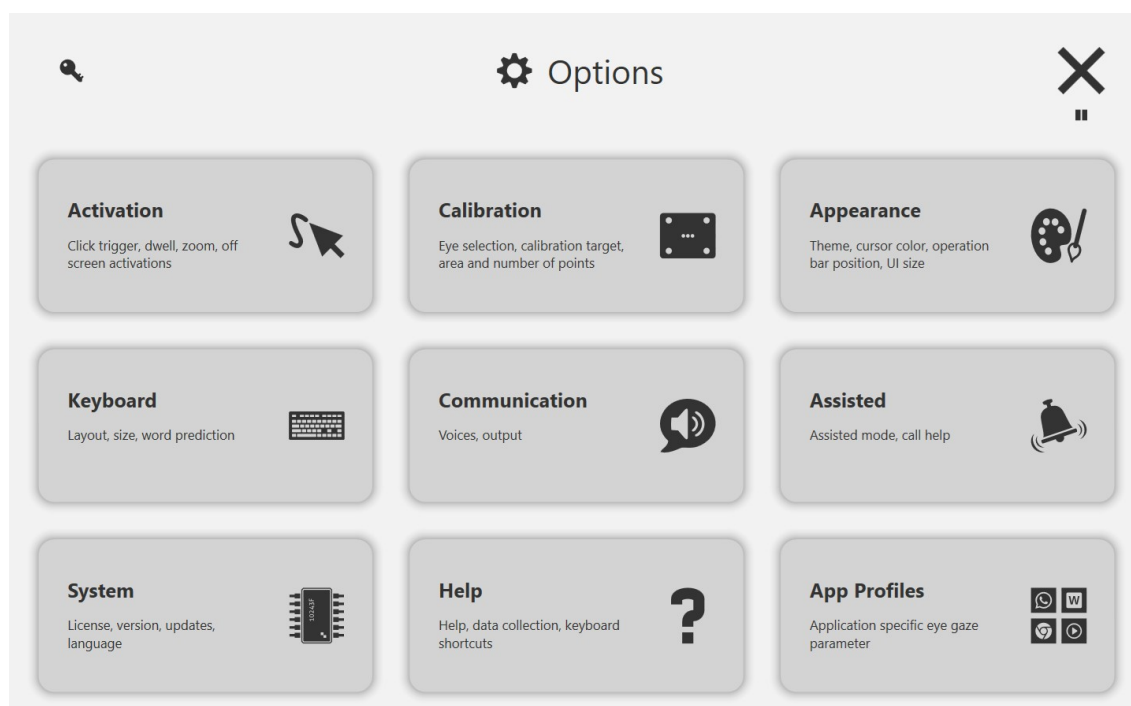 Options
Activation
Click trigger, dwell, zoom, off
screen activations
Calibration
Eye selection, calibration target,
area and number of points
Appearance
Theme, cursor color, operation
bar position, UI size
Keyboard
Layout, size, word prediction
Communication
Voices, output
Assisted
Assisted mode, call help
System
License, version, updates,
language
10243F
Help
Help, data collection, keyboard
shortcuts
App Profiles
Application specific eye gaze
parameter
W